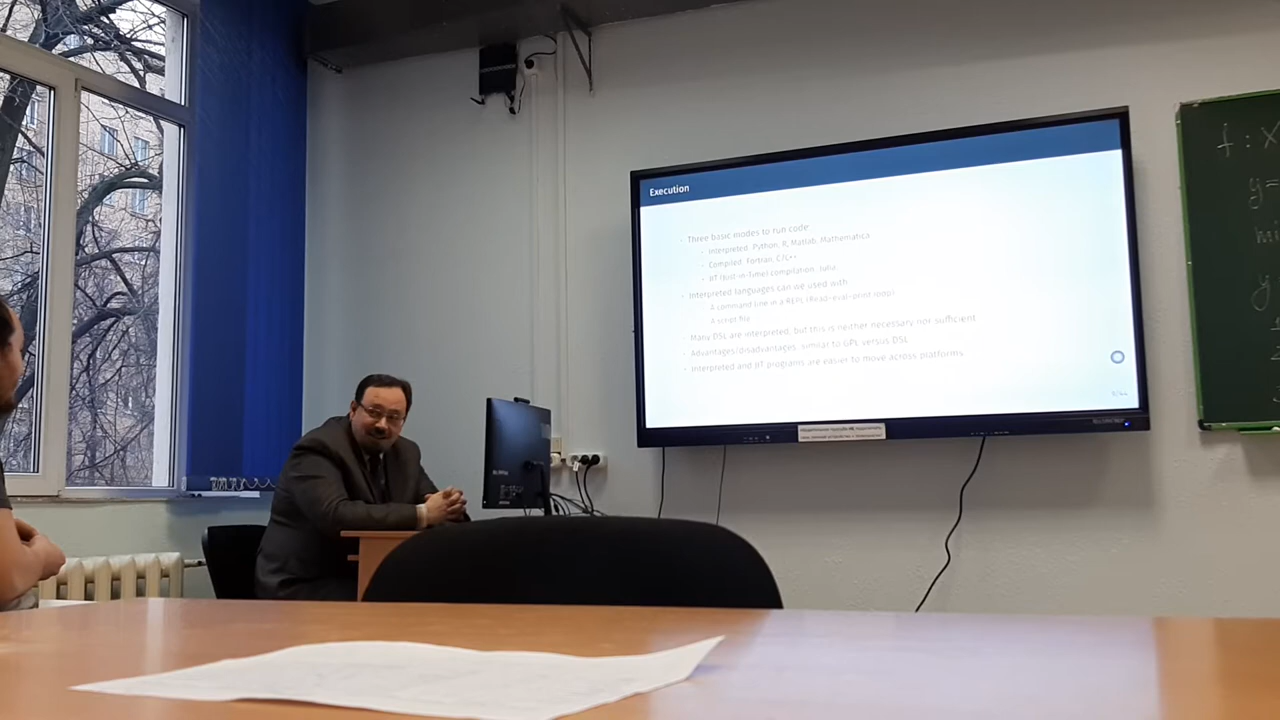 Execution
Three basic modes to run code
Interpreted: Python, R, Matlab, Mathematica
Compiled: Fortran, C/C++
JIT (just-in-time) compilation: Julia
Interpreted languages can be used with
A command line in a REPL (Read-eval-print loop)
A script file
Many DSL are interpreted, but this is neither necessary nor sufficient
Advantages/disadvantages: similar to GPL versus DSL
Interpreted and JIT programs are easier to move across platforms
f : X
y =
y